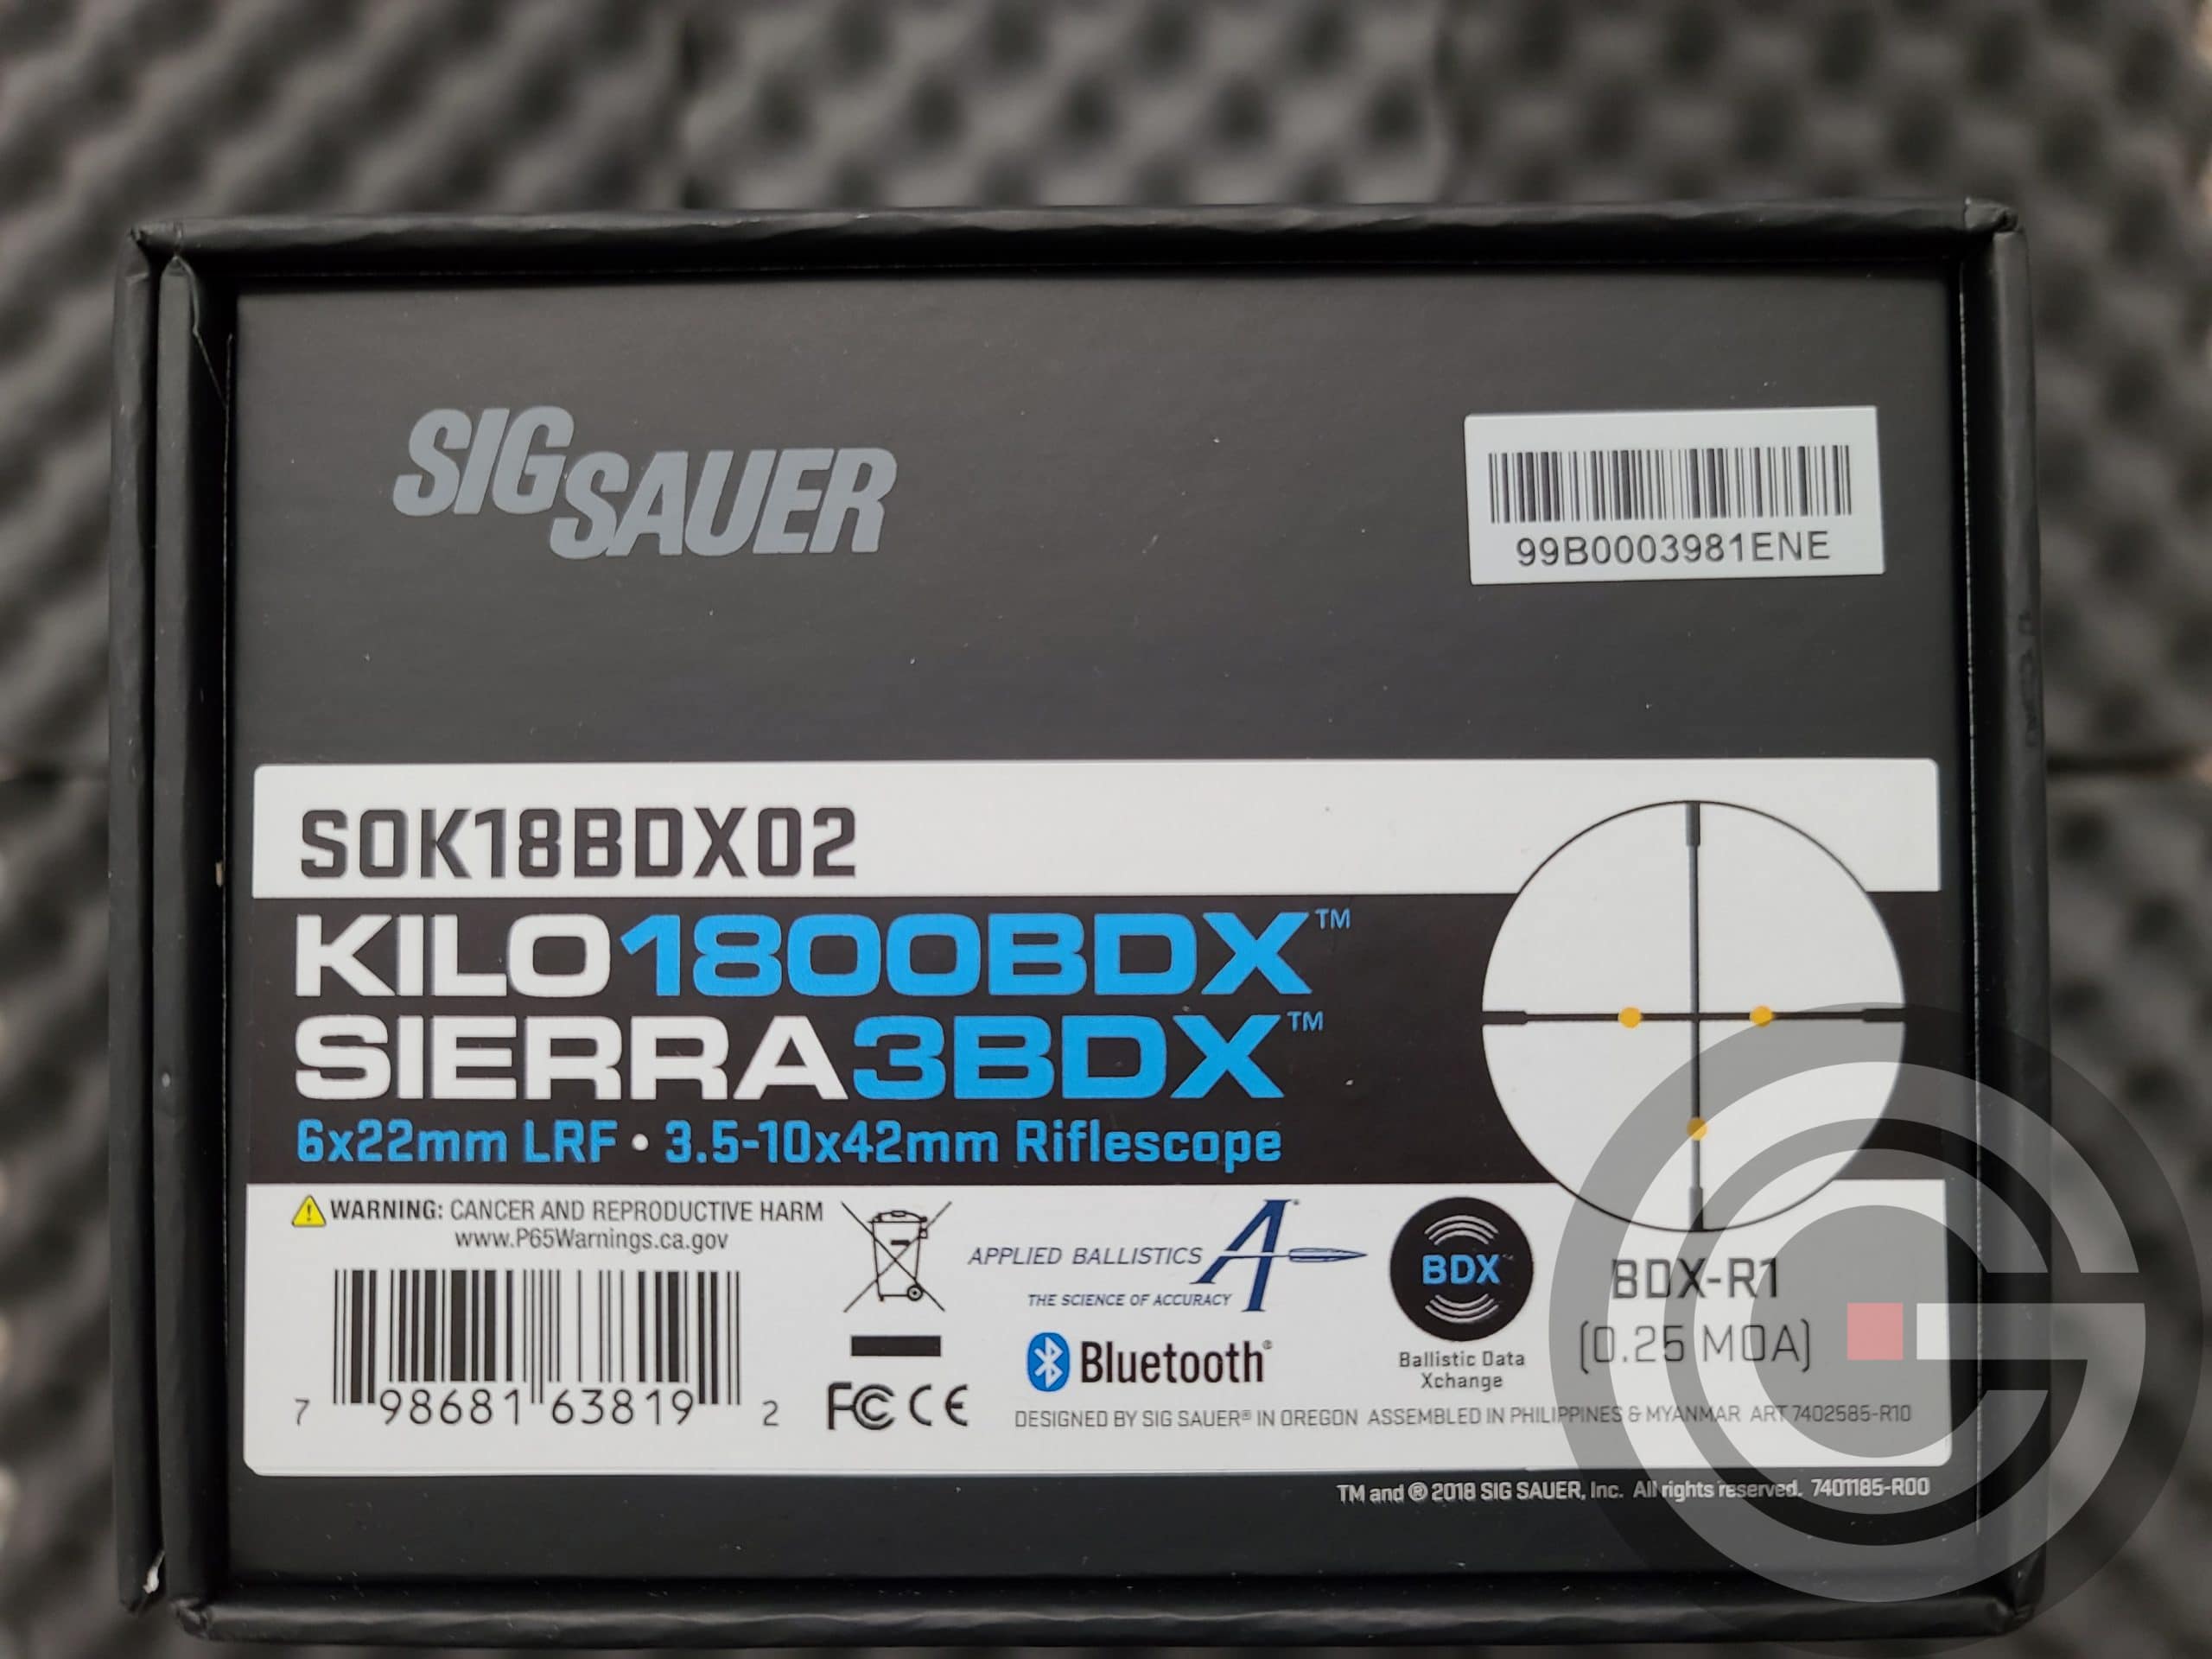 SIG SAUER
99B0003981ENE
SOK18BDX02
KILO1800BDX™
SIERRA3BDX™
6x22mm LRF • 3.5-10x42mm Riflescope
WARNING: CANCER AND REPRODUCTIVE HARM
www.P65Warnings.ca.gov
7 98681 63819 2
FC CE
APPLIED BALLISTICS A
THE SCIENCE OF ACCURACY
Bluetooth®
BDX™
Ballistic Data
Xchange
BDX-R1
(0.25 MOA)
DESIGNED BY SIG SAUER® IN OREGON ASSEMBLED IN PHILIPPINES & MYANMAR ART 7402585-R10
TM and ® 2018 SIG SAUER, Inc. All rights reserved. 7401185-R00